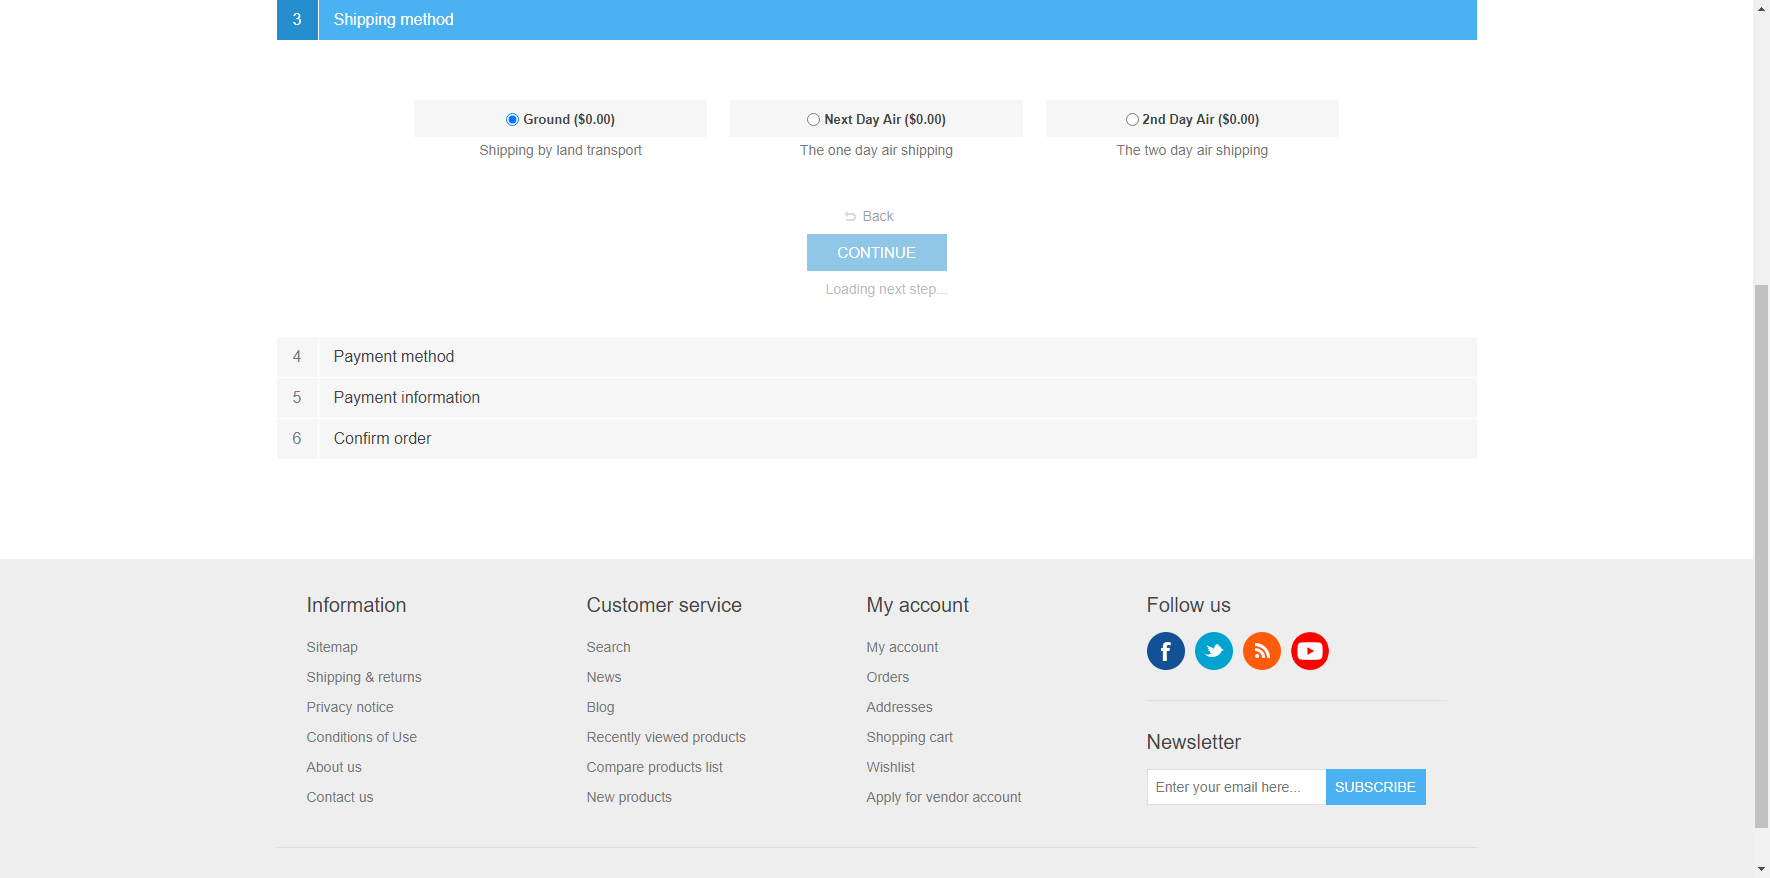 3 Shipping method
Ground ($0.00) Next Day Air ($0.00) 2nd Day Air ($0.00)
Shipping by land transport The one day air shipping The two day air shipping
Back
CONTINUE
Loading next step...
4 Payment method
5 Payment information
6 Confirm order
Information
Sitemap
Shipping & returns
Privacy notice
Conditions of Use
About us
Contact us
Customer service
Search
News
Blog
Recently viewed products
Compare products list
New products
My account
My account
Orders
Addresses
Shopping cart
Wishlist
Apply for vendor account
Follow us
Newsletter
Enter your email here... SUBSCRIBE